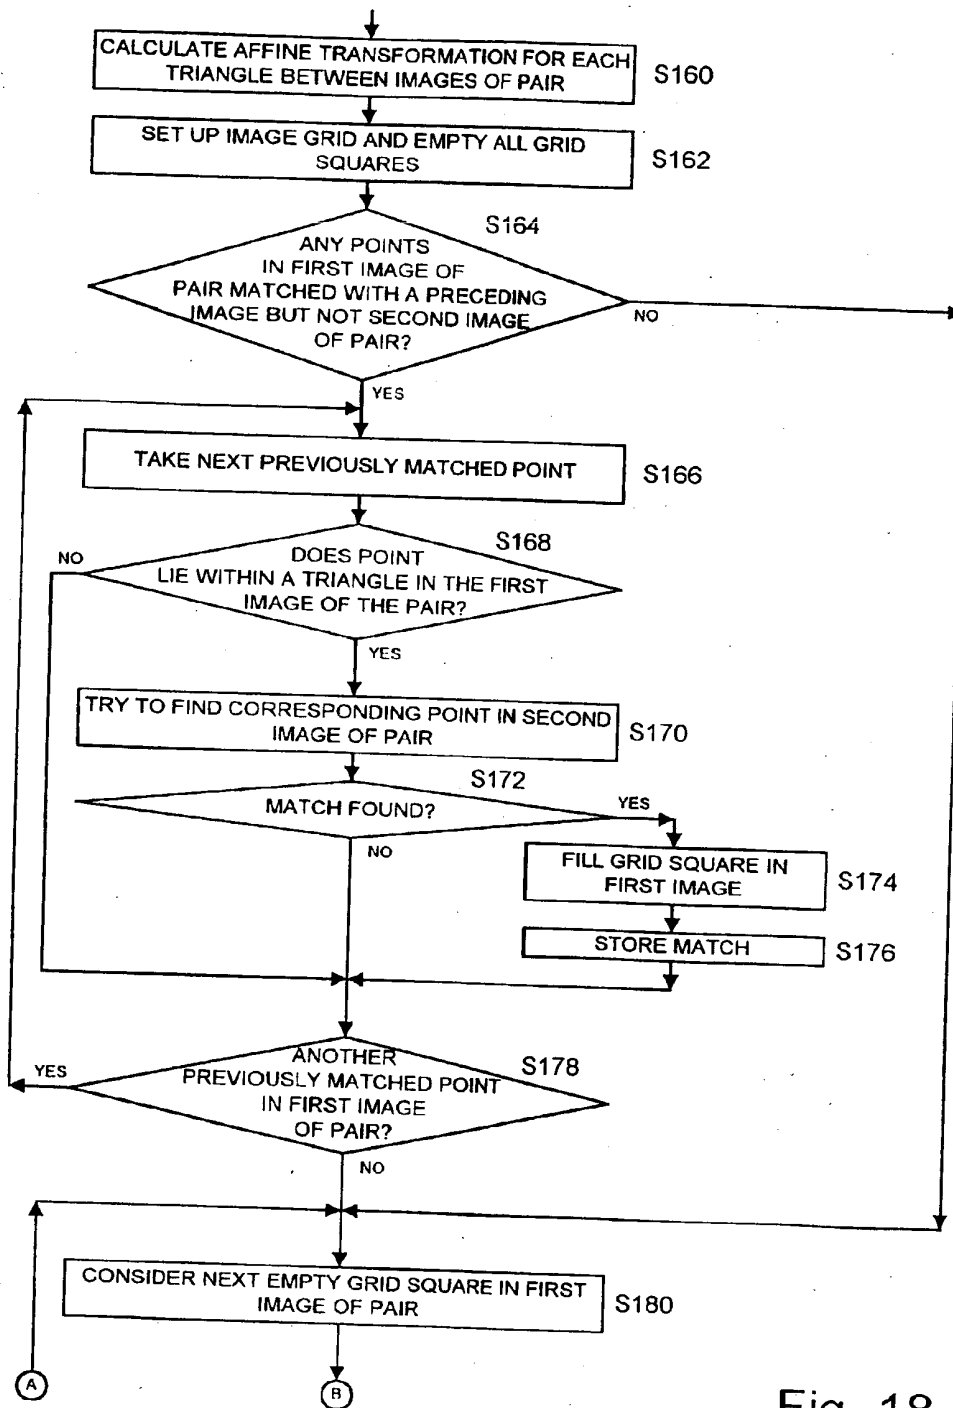 CALCULATE AFFINE TRANSFORMATION FOR EACH
TRIANGLE BETWEEN IMAGES OF PAIR
S160
SET UP IMAGE GRID AND EMPTY ALL GRID
SQUARES
S162
S164
ANY POINTS
IN FIRST IMAGE OF
PAIR MATCHED WITH A PRECEDING
IMAGE BUT NOT SECOND IMAGE
OF PAIR?
NO
YES
TAKE NEXT PREVIOUSLY MATCHED POINT
S166
S168
NO
DOES POINT
LIE WITHIN A TRIANGLE IN THE FIRST
IMAGE OF THE PAIR?
YES
TRY TO FIND CORRESPONDING POINT IN SECOND
IMAGE OF PAIR
S170
S172
MATCH FOUND?
YES
NO
FILL GRID SQUARE IN
FIRST IMAGE
S174
STORE MATCH
S176
S178
YES
ANOTHER
PREVIOUSLY MATCHED POINT
IN FIRST IMAGE
OF PAIR?
NO
CONSIDER NEXT EMPTY GRID SQUARE IN FIRST
IMAGE OF PAIR
S180
A
B
Fig. 18